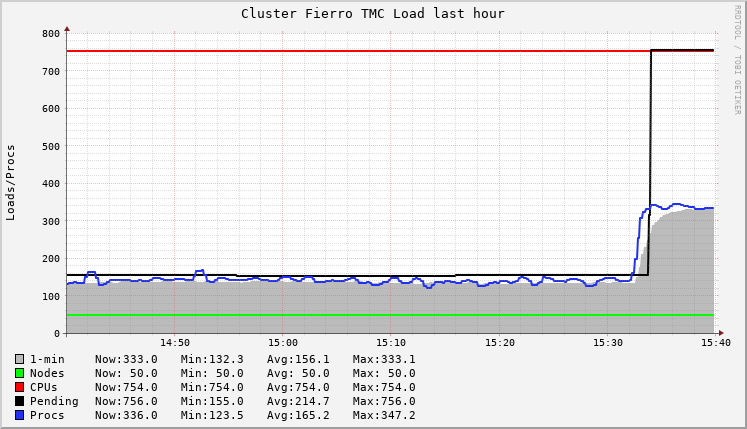 Cluster Fierro TMC Load last hour
RRDTOOL / TOBI OETIKER
Loads/Procs
800
700
600
500
400
300
200
100
0
14:50 15:00 15:10 15:20 15:30 15:40
1-min Now:333.0 Min:132.3 Avg:156.1 Max:333.1
Nodes Now: 50.0 Min: 50.0 Avg: 50.0 Max: 50.0
CPUs Now:754.0 Min:754.0 Avg:754.0 Max:754.0
Pending Now:756.0 Min:155.0 Avg:214.7 Max:756.0
Procs Now:336.0 Min:123.5 Avg:165.2 Max:347.2